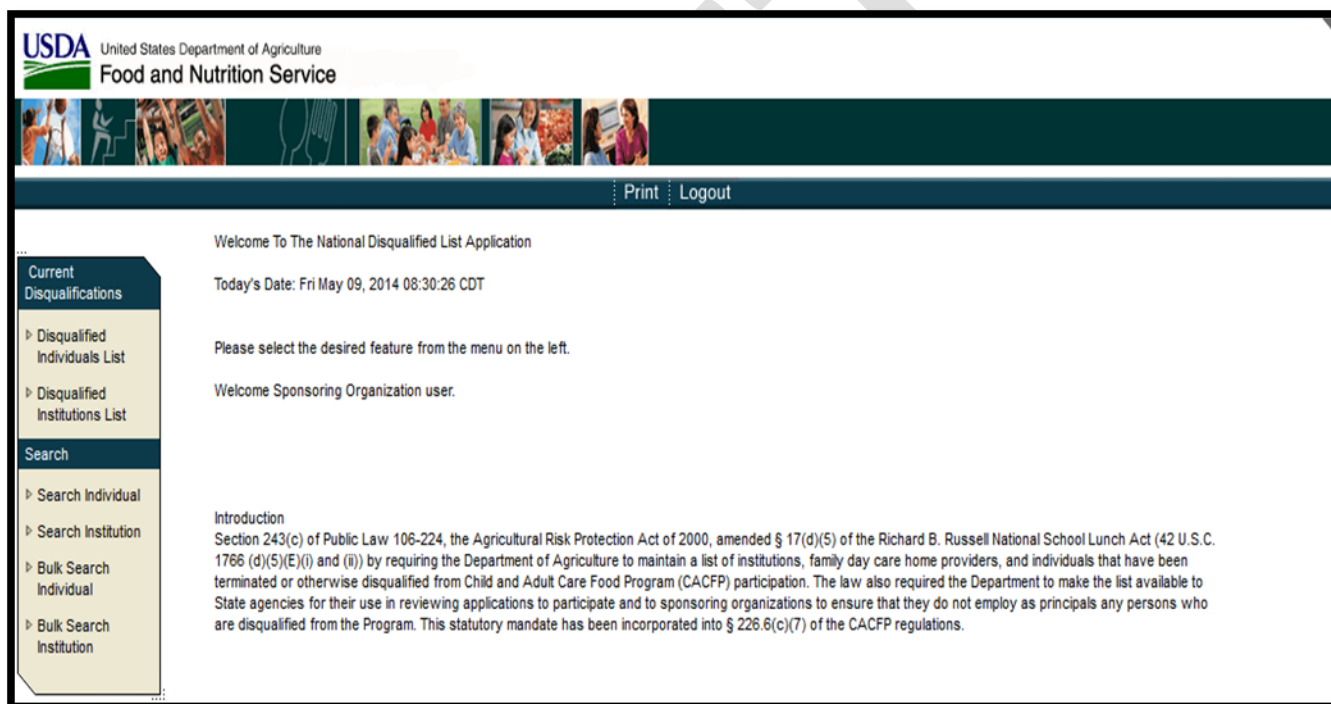 USDA United States Department of Agriculture
Food and Nutrition Service
Print Logout
Current
Disqualifications
Disqualified
Individuals List
Disqualified
Institutions List
Search
Search Individual
Search Institution
Bulk Search
Individual
Bulk Search
Institution
Welcome To The National Disqualified List Application
Today's Date: Fri May 09, 2014 08:30:26 CDT
Please select the desired feature from the menu on the left.
Welcome Sponsoring Organization user.
Introduction
Section 243(c) of Public Law 106-224, the Agricultural Risk Protection Act of 2000, amended § 17(d)(5) of the Richard B. Russell National School Lunch Act (42 U.S.C.
1766 (d)(5)(E)(i) and (ii)) by requiring the Department of Agriculture to maintain a list of institutions, family day care home providers, and individuals that have been
terminated or otherwise disqualified from Child and Adult Care Food Program (CACFP) participation. The law also required the Department to make the list available to
State agencies for their use in reviewing applications to participate and to sponsoring organizations to ensure that they do not employ as principals any persons who
are disqualified from the Program. This statutory mandate has been incorporated into § 226.6(c)(7) of the CACFP regulations.